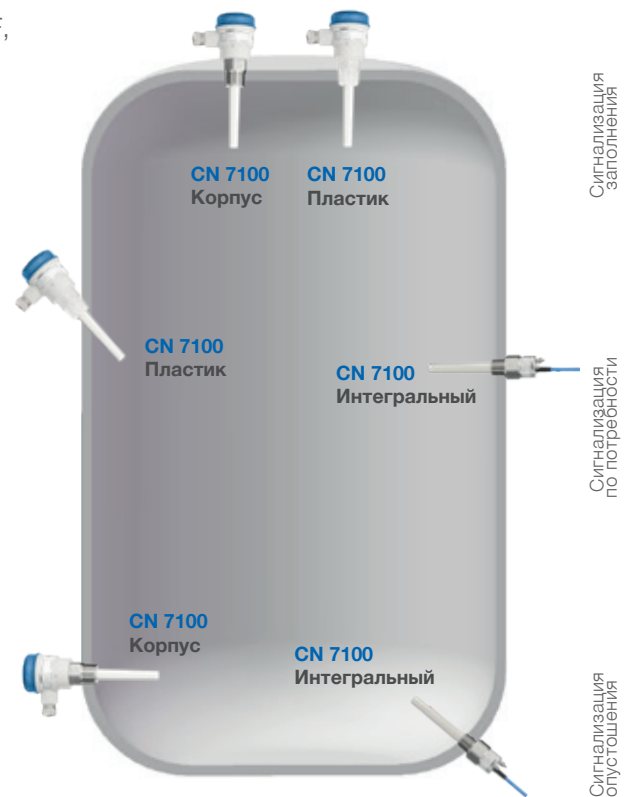 CN 7100
Корпус
CN 7100
Пластик
Сигнализация
заполнения
CN 7100
Пластик
CN 7100
Интегральный
Сигнализация
по потребности
CN 7100
Корпус
CN 7100
Интегральный
Сигнализация
опустошения